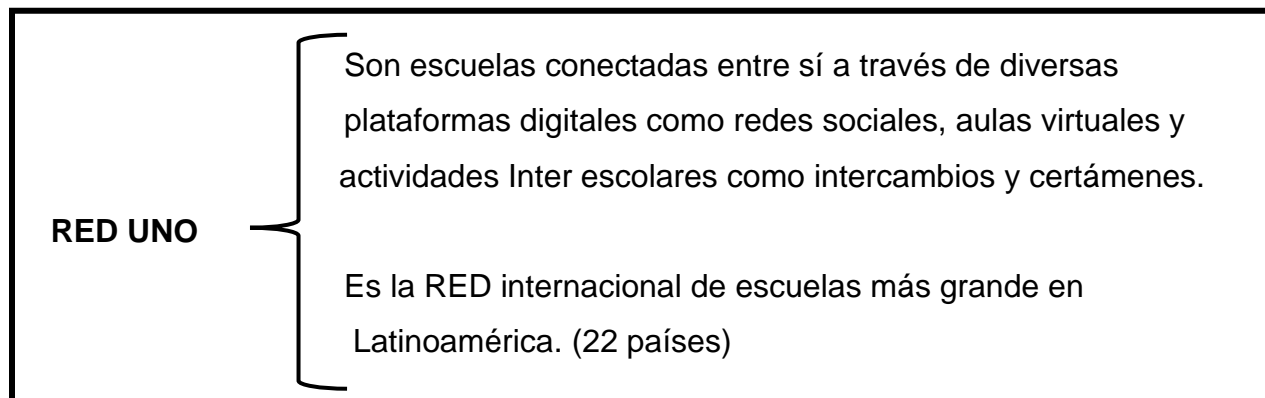 Son escuelas conectadas entre sí a través de diversas
plataformas digitales como redes sociales, aulas virtuales y
actividades Inter escolares como intercambios y certámenes.
RED UNO
Es la RED internacional de escuelas más grande en
Latinoamérica. (22 países)